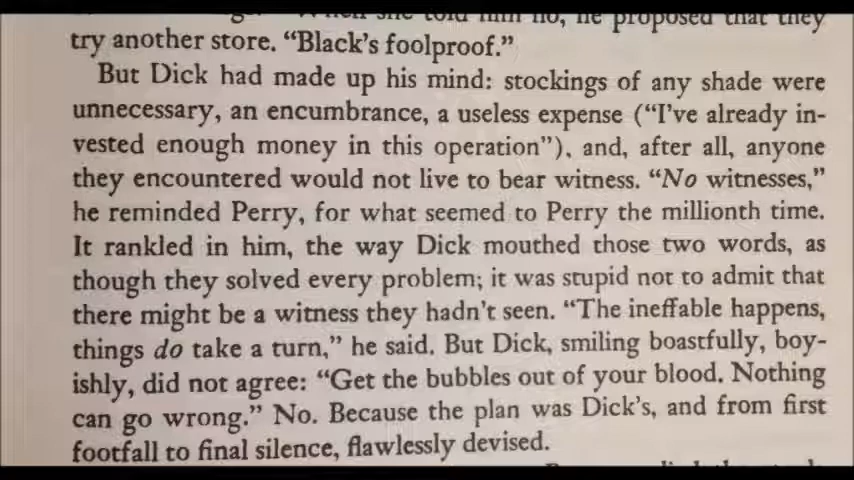 him no, he proposed that they
try another store. “Black’s foolproof.”
But Dick had made up his mind: stockings of any shade were
unnecessary, an encumbrance, a useless expense (“I’ve already in-
vested enough money in this operation”), and, after all, anyone
they encountered would not live to bear witness. “No witnesses,”
he reminded Perry, for what seemed to Perry the millionth time.
It rankled in him, the way Dick mouthed those two words, as
though they solved every problem; it was stupid not to admit that
there might be a witness they hadn’t seen. “The ineffable happens,
things do take a turn,” he said. But Dick, smiling boastfully, boy-
ishly, did not agree: “Get the bubbles out of your blood. Nothing
can go wrong.” No. Because the plan was Dick’s, and from first
footfall to final silence, flawlessly devised.